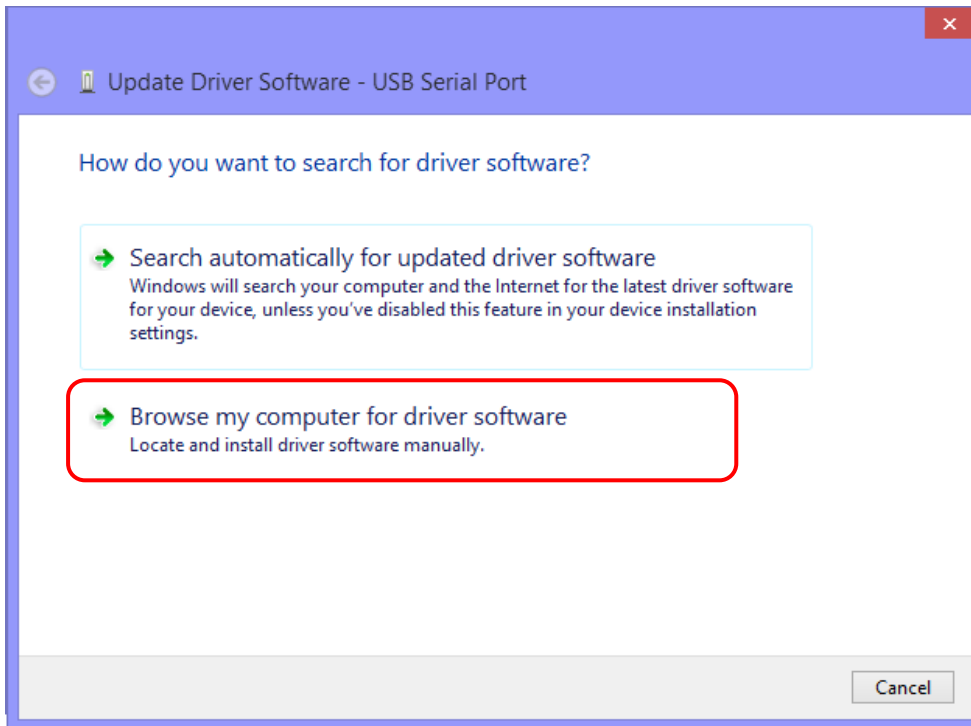 Update Driver Software - USB Serial Port
How do you want to search for driver software?
Search automatically for updated driver software
Windows will search your computer and the Internet for the latest driver software
for your device, unless you've disabled this feature in your device installation
settings.
Browse my computer for driver software
Locate and install driver software manually.
Cancel